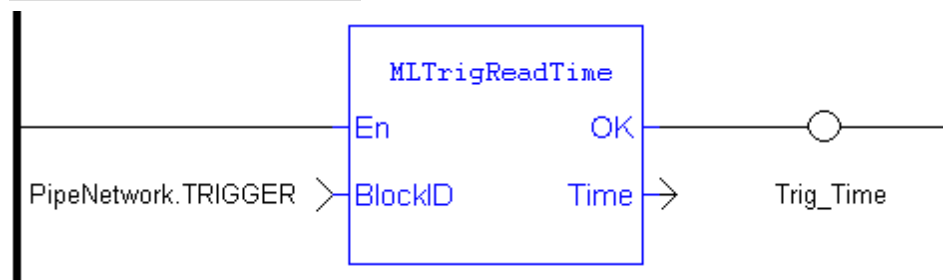 MLTrigReadTime
En OK
PipeNetwork.TRIGGER BlockID Time Trig_Time